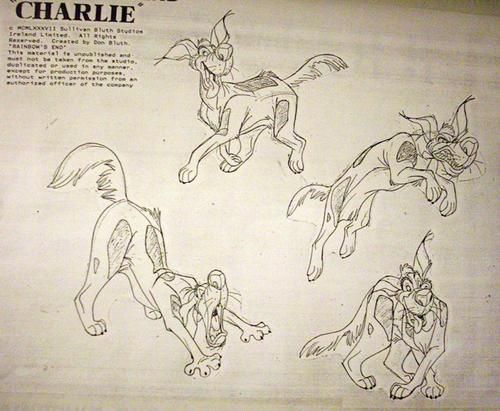 CHARLIE"
c MCMLXXXVII Sullivan Bluth Studios
Ireland Limited. All Rights
Reserved. Created by Don Bluth.
"RAINBOW'S END"
This material is unpublished and
must not be taken from the studio,
duplicated or used in any manner,
except for production purposes,
without written permission from an
authorized officer of the company